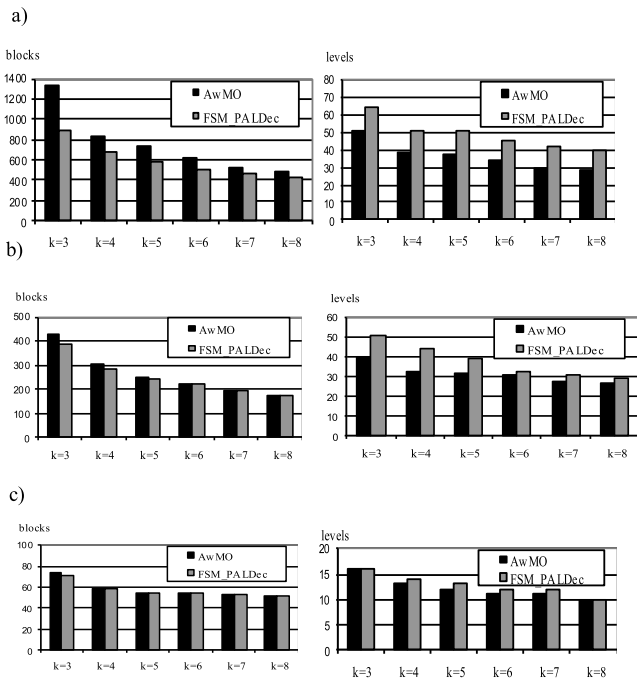 a)
blocks
1400
1200
1000
800
600
400
200
0
AwMO
FSM_PALDec
k=3 k=4 k=5 k=6 k=7 k=8
levels
80
70
60
50
40
30
20
10
0
AwMO
FSM_PALDec
k=3 k=4 k=5 k=6 k=7 k=8
b)
blocks
500
400
300
200
100
0
AwMO
FSM_PALDec
k=3 k=4 k=5 k=6 k=7 k=8
levels
60
50
40
30
20
10
0
AwMO
FSM_PALDec
k=3 k=4 k=5 k=6 k=7 k=8
c)
blocks
100
80
60
40
20
0
AwMO
FSM_PALDec
k=3 k=4 k=5 k=6 k=7 k=8
levels
20
15
10
5
0
AwMO
FSM_PALDec
k=3 k=4 k=5 k=6 k=7 k=8